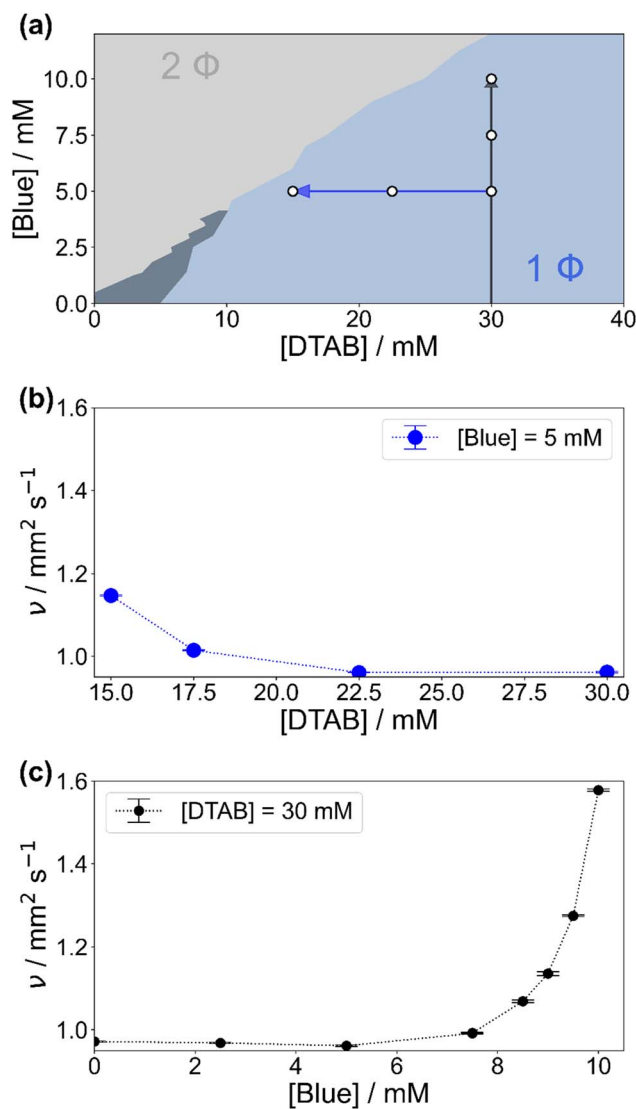 (a)
2 Φ
1 Φ
[Blue] / mM
10.0
7.5
5.0
2.5
0.0
0 10 20 30 40
[DTAB] / mM
(b)
[Blue] = 5 mM
ν / mm² s⁻¹
1.6
1.4
1.2
1.0
15.0 17.5 20.0 22.5 25.0 27.5 30.0
[DTAB] / mM
(c)
[DTAB] = 30 mM
ν / mm² s⁻¹
1.6
1.4
1.2
1.0
0 2 4 6 8 10
[Blue] / mM